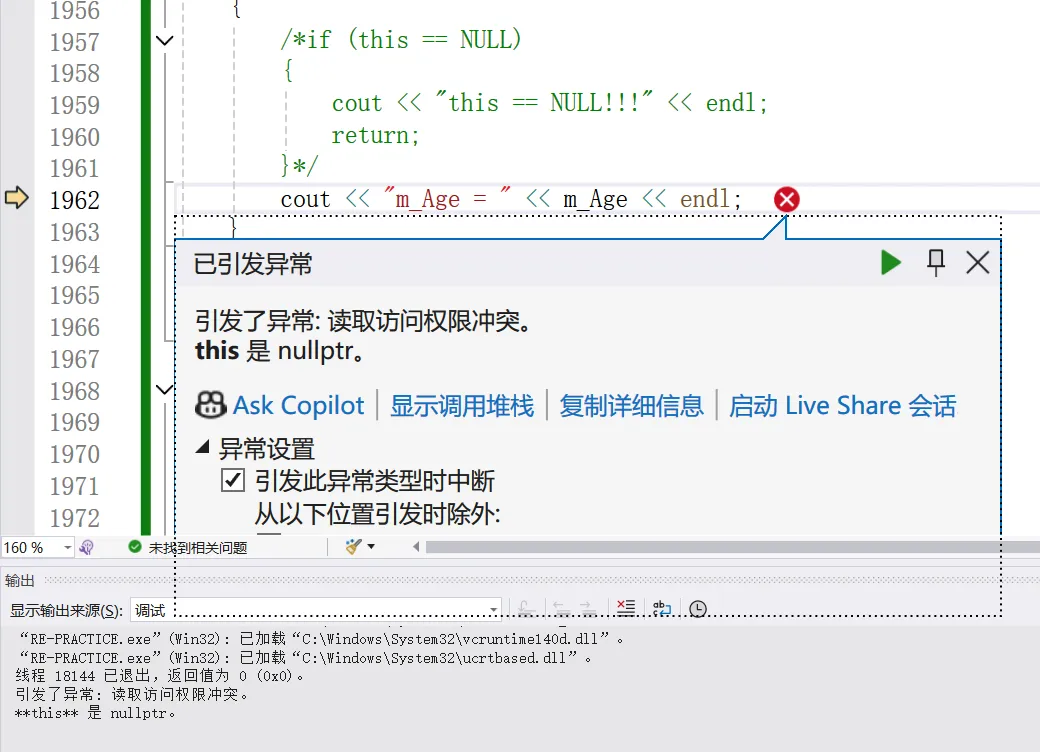 1956 {
1957 /*if (this == NULL)
1958 {
1959 cout << "this == NULL!!!" << endl;
1960 return;
1961 }*/
1962 cout << "m_Age = " << m_Age << endl;
1963 }
1964 已引发异常
1965
1966 引发了异常: 读取访问权限冲突。
1967 this 是 nullptr。
1968
1969 Ask Copilot | 显示调用堆栈 | 复制详细信息 | 启动 Live Share 会话
1970 异常设置
1971 引发此异常类型时中断
1972 从以下位置引发时除外:
160 % 未找到相关问题
输出
显示输出来源(S): 调试
“RE-PRACTICE.exe”(Win32): 已加载“C:\Windows\System32\vcruntime140d.dll”。
“RE-PRACTICE.exe”(Win32): 已加载“C:\Windows\System32\ucrtbased.dll”。
线程 18144 已退出，返回值为 0 (0x0)。
引发了异常: 读取访问权限冲突。
**this** 是 nullptr。